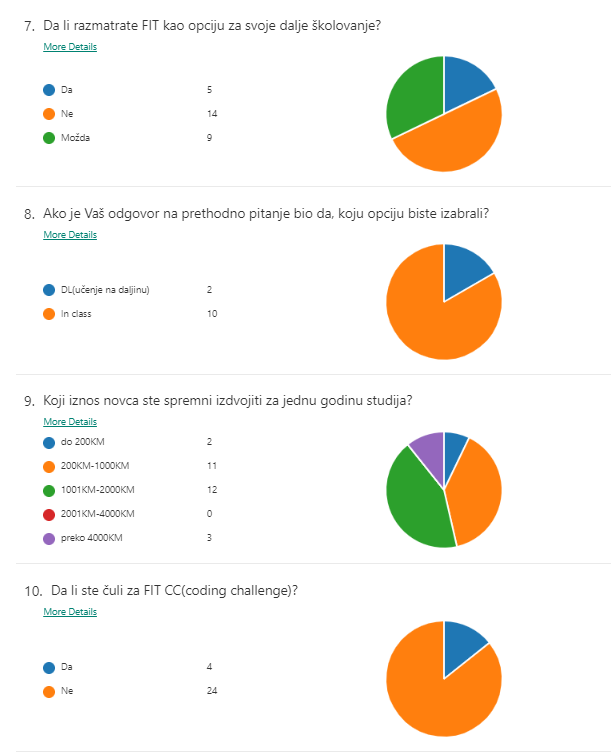 7. Da li razmatrate FIT kao opciju za svoje dalje školovanje?
More Details
Da 5
Ne 14
Možda 9
8. Ako je Vaš odgovor na prethodno pitanje bio da, koju opciju biste izabrali?
More Details
DL(učenje na daljinu) 2
In class 10
9. Koji iznos novca ste spremni izdvojiti za jednu godinu studija?
More Details
do 200KM 2
200KM-1000KM 11
1001KM-2000KM 12
2001KM-4000KM 0
preko 4000KM 3
10. Da li ste čuli za FIT CC(coding challenge)?
More Details
Da 4
Ne 24